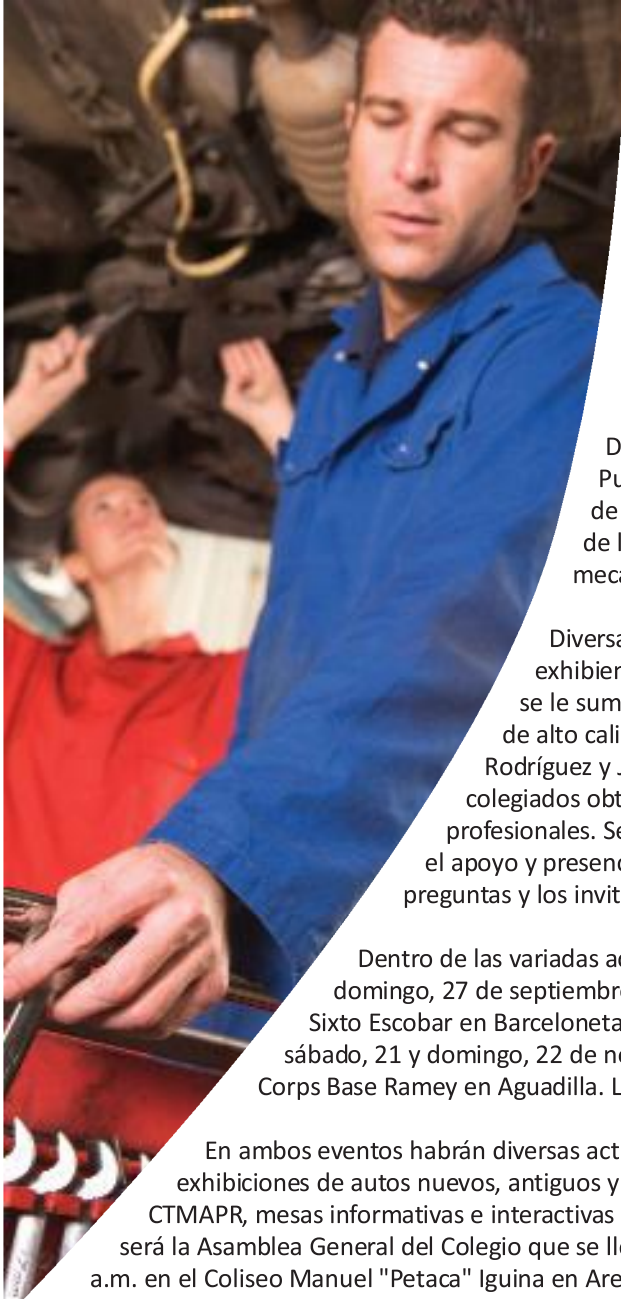 D
Pu
de
de l
meca
Diversa
exhibien
se le sum
de alto cali
Rodríguez y J
colegiados obt
profesionales. Se
el apoyo y presenc
preguntas y los invit
Dentro de las variadas ac
domingo, 27 de septiembre
Sixto Escobar en Barceloneta
sábado, 21 y domingo, 22 de no
Corps Base Ramey en Aguadilla. L
En ambos eventos habrán diversas act
exhibiciones de autos nuevos, antiguos y
CTMAPR, mesas informativas e interactivas
será la Asamblea General del Colegio que se lle
a.m. en el Coliseo Manuel "Petaca" Iguina en Are